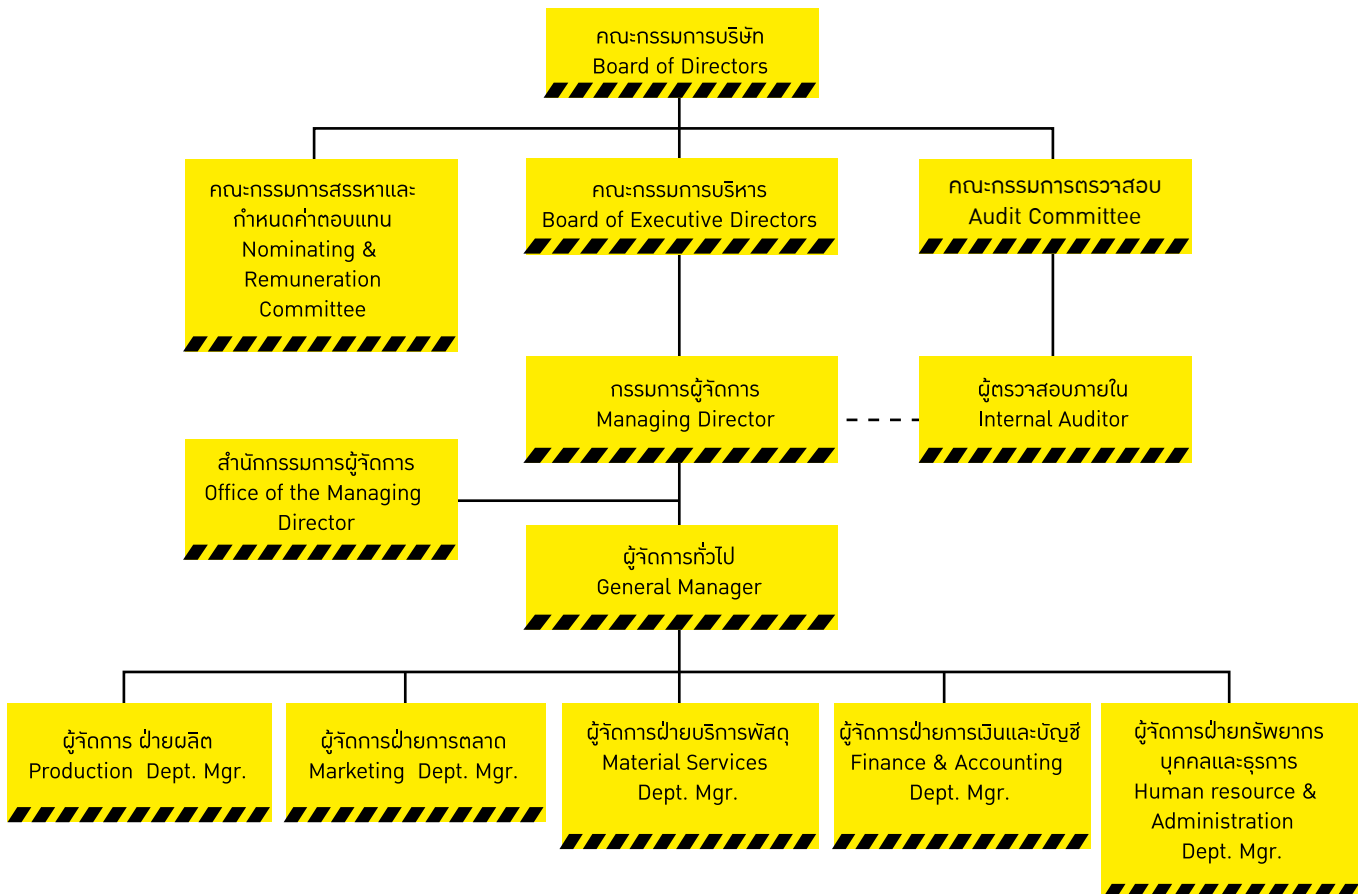 คณะกรรมการบริษัท
Board of Directors
คณะกรรมการสรรหาและ
กำหนดค่าตอบแทน
Nominating &
Remuneration
Committee
คณะกรรมการบริหาร
Board of Executive Directors
คณะกรรมการตรวจสอบ
Audit Committee
กรรมการผู้จัดการ
Managing Director
ผู้ตรวจสอบภายใน
Internal Auditor
สำนักกรรมการผู้จัดการ
Office of the Managing
Director
ผู้จัดการทั่วไป
General Manager
ผู้จัดการ ฝ่ายผลิต
Production Dept. Mgr.
ผู้จัดการฝ่ายการตลาด
Marketing Dept. Mgr.
ผู้จัดการฝ่ายบริการพัสดุ
Material Services
Dept. Mgr.
ผู้จัดการฝ่ายการเงินและบัญชี
Finance & Accounting
Dept. Mgr.
ผู้จัดการฝ่ายทรัพยากร
บุคคลและธุรการ
Human resource &
Administration
Dept. Mgr.